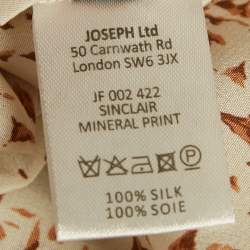 JOSEPH Ltd
50 Carnwath Rd
London SW6 3JX
JF 002 422
SINCLAIR
MINERAL PRINT
P
100% SILK
100% SOIE